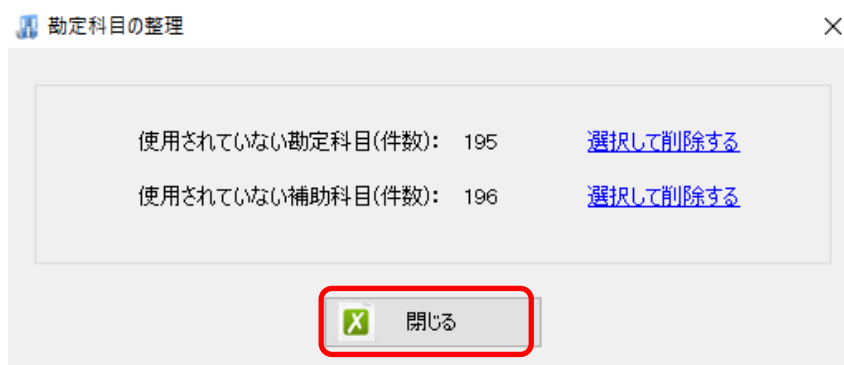 勘定科目の整理
使用されていない勘定科目(件数)： 195 選択して削除する
使用されていない補助科目(件数)： 196 選択して削除する
閉じる